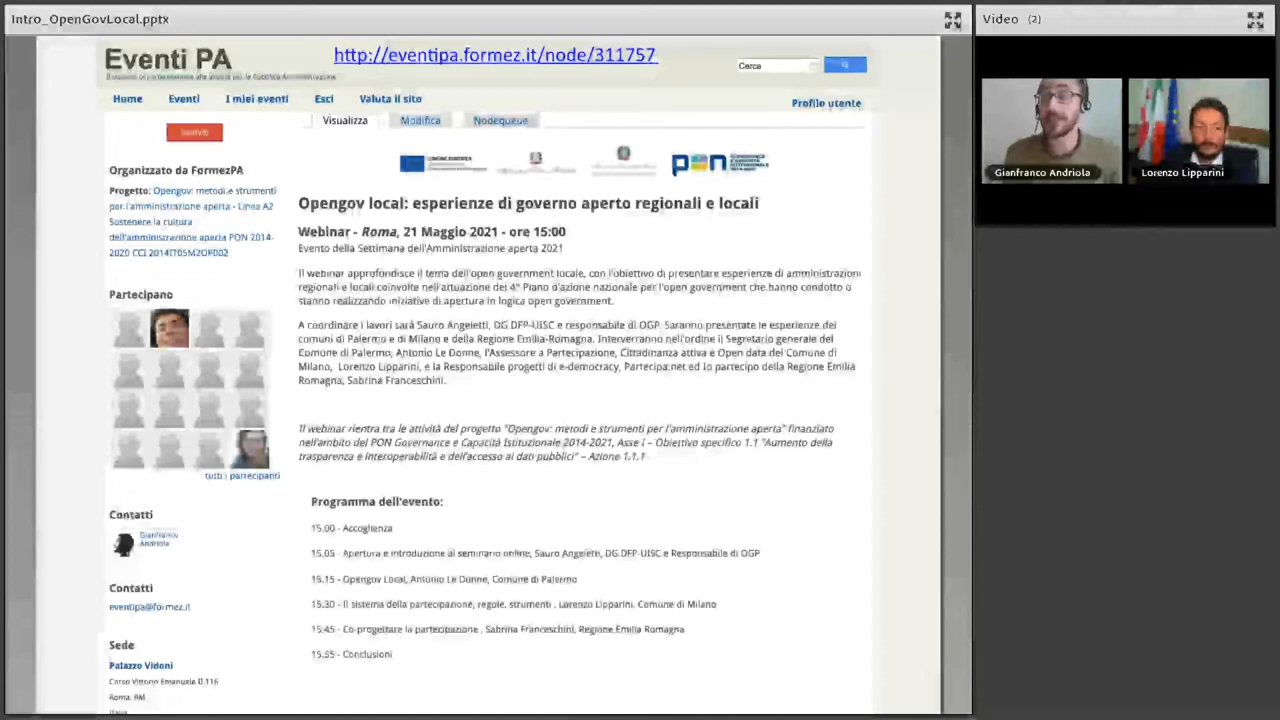 Intro_OpenGovLocal.pptx
Video (2)
Eventi PA
http://eventipa.formez.it/node/311757
Cerca
Home Eventi I miei eventi Esci Valuta il sito
Profilo utente
Visualizza Modifica Nodequeue
Iscriviti
Gianfranco Andriola
Lorenzo Lipparini
Organizzato da FormezPA
Progetto: Opengov: metodi e strumenti
per l'amministrazione aperta - Linea A2
Sostenere la cultura
dell'amministrazione aperta PON 2014-
2020 CCI 2014IT05M2OP002
Partecipano
tutti i partecipanti
Contatti
Gianfranco
Andriola
Contatti
eventipa@formez.it
Sede
Palazzo Vidoni
Corso Vittorio Emanuele II 116
Roma, RM
Italia
UNIONE EUROPEA
pon
Opengov local: esperienze di governo aperto regionali e locali
Webinar - Roma, 21 Maggio 2021 - ore 15:00
Evento della Settimana dell'Amministrazione aperta 2021
Il webinar approfondisce il tema dell'open government locale, con l'obiettivo di presentare esperienze di amministrazioni
regionali e locali coinvolte nell'attuazione del 4° Piano d'azione nazionale per l'open government che hanno condotto o
stanno realizzando iniziative di apertura in logica open government.
A coordinare i lavori sarà Sauro Angeletti, DG DFP-UISC e responsabile di OGP. Saranno presentate le esperienze dei
comuni di Palermo e di Milano e della Regione Emilia-Romagna. Interverranno nell'ordine il Segretario generale del
Comune di Palermo, Antonio Le Donne, l'Assessore a Partecipazione, Cittadinanza attiva e Open data del Comune di
Milano, Lorenzo Lipparini, e la Responsabile progetti di e-democracy, Partecipa.net ed Io partecipo della Regione Emilia
Romagna, Sabrina Franceschini.
Il webinar rientra tra le attività del progetto "Opengov: metodi e strumenti per l'amministrazione aperta" finanziato
nell'ambito del PON Governance e Capacità Istituzionale 2014-2021, Asse I – Obiettivo specifico 1.1 "Aumento della
trasparenza e interoperabilità e dell'accesso ai dati pubblici" – Azione 1.1.1
Programma dell'evento:
15.00 - Accoglienza
15.05 - Apertura e introduzione al seminario online, Sauro Angeletti, DG DFP-UISC e Responsabile di OGP
15.15 - Opengov Local, Antonio Le Donne, Comune di Palermo
15.30 - Il sistema della partecipazione, regole, strumenti , Lorenzo Lipparini, Comune di Milano
15.45 - Co-progettare la partecipazione , Sabrina Franceschini, Regione Emilia Romagna
15.55 - Conclusioni